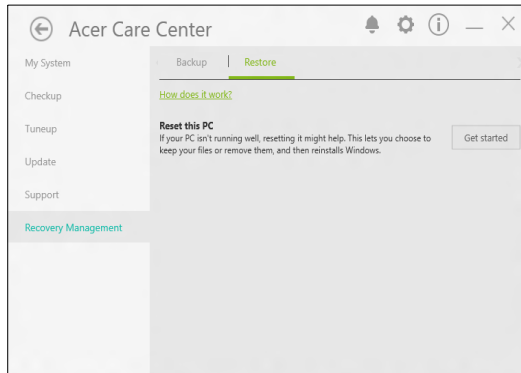 Acer Care Center
My System
Checkup
Tuneup
Update
Support
Recovery Management
Backup
Restore
How does it work?
Reset this PC
If your PC isn't running well, resetting it might help. This lets you choose to
keep your files or remove them, and then reinstalls Windows.
Get started